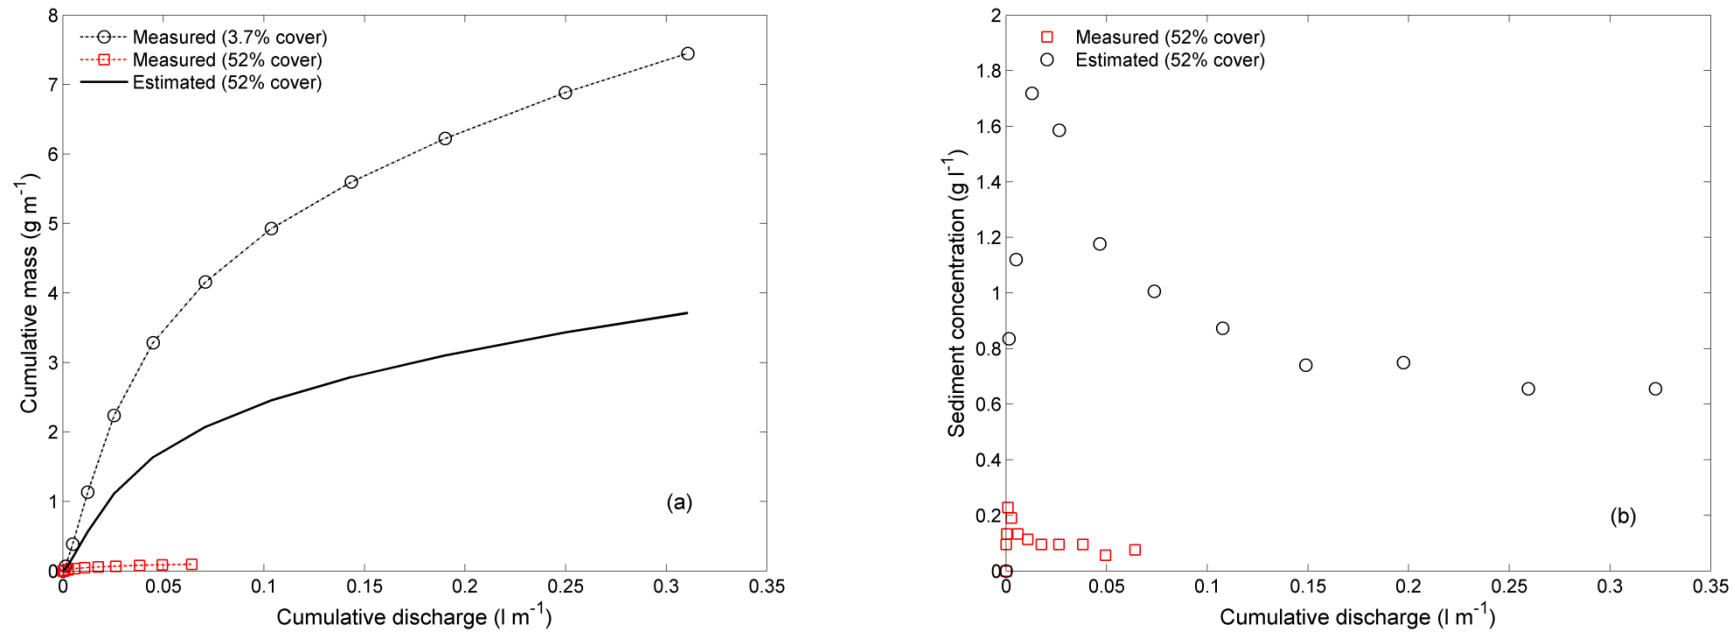 8
7
6
5
4
3
2
1
0
Cumulative mass (g m⁻¹)
Measured (3.7% cover)
Measured (52% cover)
Estimated (52% cover)
(a)
0 0.05 0.1 0.15 0.2 0.25 0.3 0.35
Cumulative discharge (l m⁻¹)
2
1.8
1.6
1.4
1.2
1
0.8
0.6
0.4
0.2
0
Sediment concentration (g l⁻¹)
Measured (52% cover)
Estimated (52% cover)
(b)
0 0.05 0.1 0.15 0.2 0.25 0.3 0.35
Cumulative discharge (l m⁻¹)